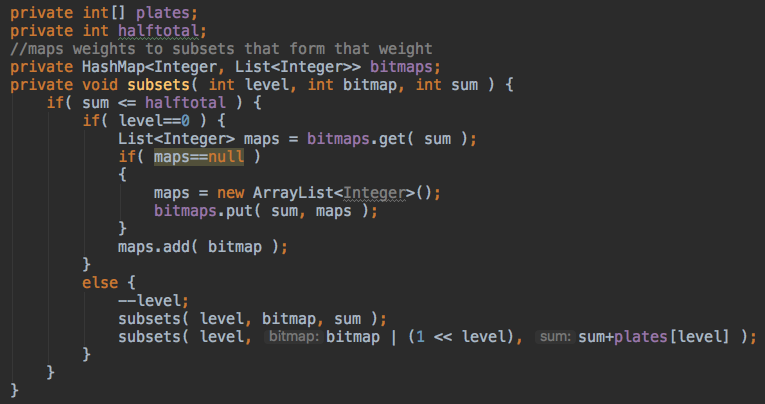 private int[] plates;
private int halftotal;
//maps weights to subsets that form that weight
private HashMap<Integer, List<Integer>> bitmaps;
private void subsets( int level, int bitmap, int sum ) {
    if( sum <= halftotal ) {
        if( level==0 ) {
            List<Integer> maps = bitmaps.get( sum );
            if( maps==null )
            {
                maps = new ArrayList<Integer>();
                bitmaps.put( sum, maps );
            }
            maps.add( bitmap );
        }
        else {
            --level;
            subsets( level, bitmap, sum );
            subsets( level, bitmap: bitmap | (1 << level), sum: sum+plates[level] );
        }
    }
}